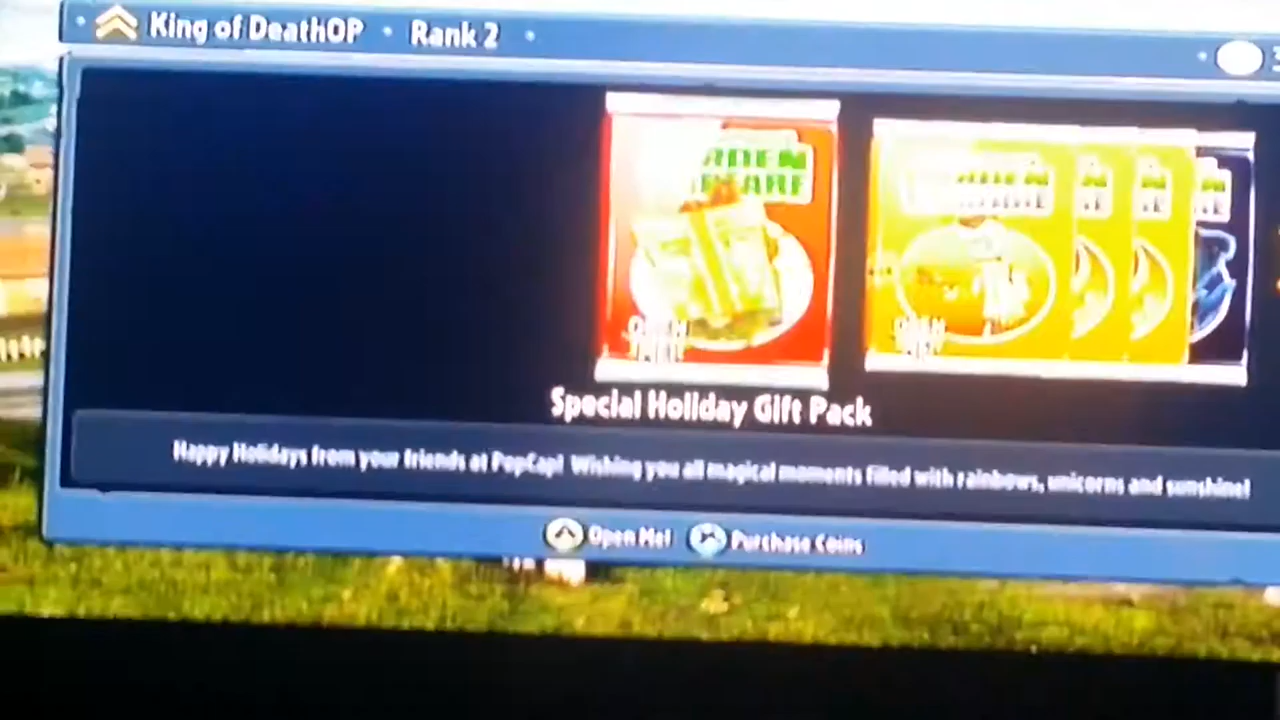 King of DeathOP • Rank 2 •
Special Holiday Gift Pack
Happy Holidays from your friends at PopCap! Wishing you all magical moments filled with rainbows, unicorns and sunshine!
Open Me! Purchase Coins